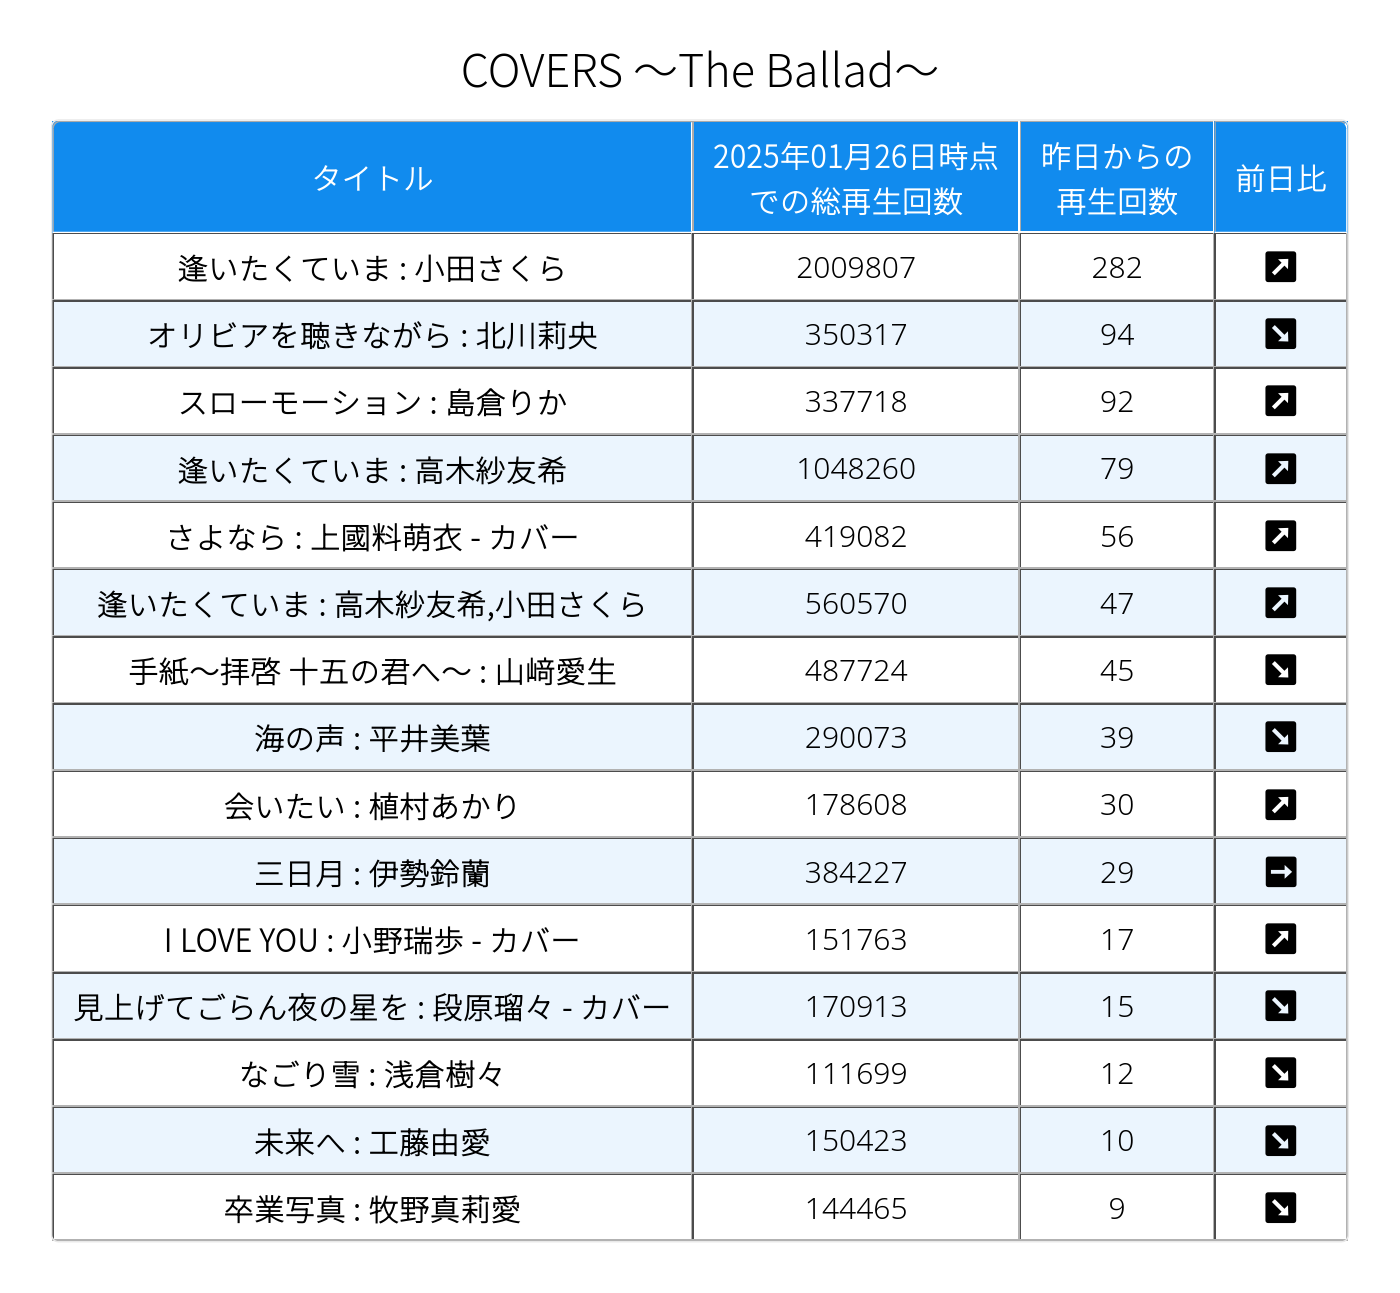 COVERS ～The Ballad～
タイトル
2025年01月26日時点
での総再生回数
昨日からの
再生回数
前日比
逢いたくていま : 小田さくら 2009807 282 ↗
オリビアを聴きながら : 北川莉央 350317 94 ↘
スローモーション : 島倉りか 337718 92 ↗
逢いたくていま : 高木紗友希 1048260 79 ↗
さよなら : 上國料萌衣 - カバー 419082 56 ↗
逢いたくていま : 高木紗友希,小田さくら 560570 47 ↗
手紙～拝啓 十五の君へ～ : 山﨑愛生 487724 45 ↘
海の声 : 平井美葉 290073 39 ↘
会いたい : 植村あかり 178608 30 ↗
三日月 : 伊勢鈴蘭 384227 29 →
I LOVE YOU : 小野瑞歩 - カバー 151763 17 ↗
見上げてごらん夜の星を : 段原瑠々 - カバー 170913 15 ↘
なごり雪 : 浅倉樹々 111699 12 ↘
未来へ : 工藤由愛 150423 10 ↘
卒業写真 : 牧野真莉愛 144465 9 ↘